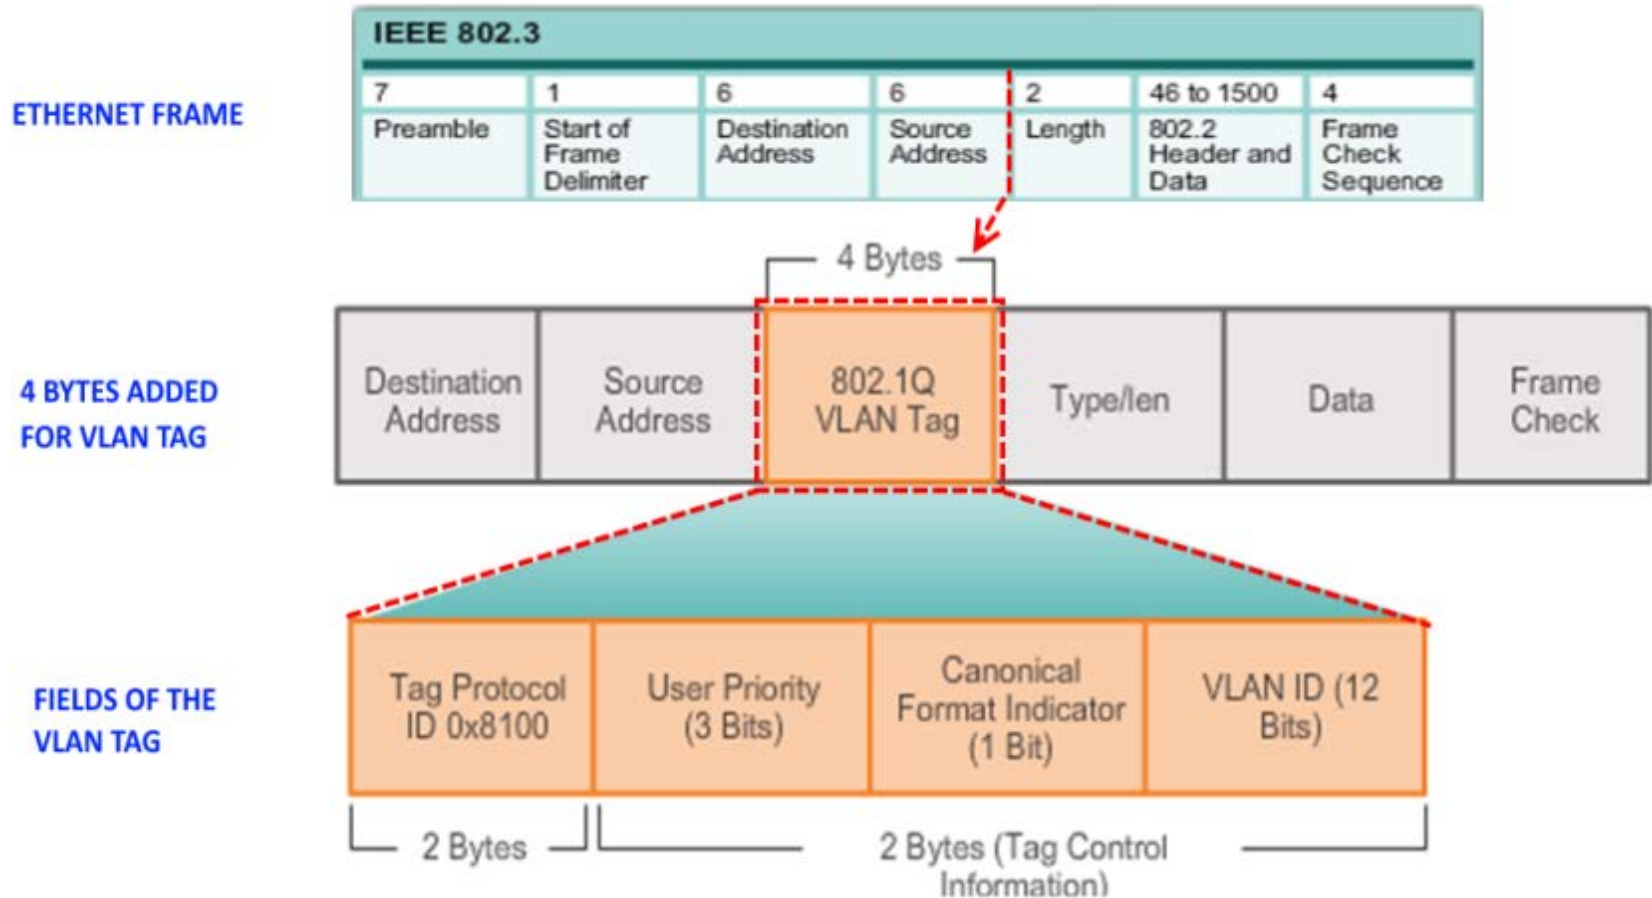 IEEE 802.3
ETHERNET FRAME
7 1 6 6 2 46 to 1500 4
Preamble
Start of
Frame
Delimiter
Destination
Address
Source
Address
Length
802.2
Header and
Data
Frame
Check
Sequence
4 Bytes
4 BYTES ADDED
FOR VLAN TAG
Destination
Address
Source
Address
802.1Q
VLAN Tag
Type/len
Data
Frame
Check
FIELDS OF THE
VLAN TAG
Tag Protocol
ID 0x8100
User Priority
(3 Bits)
Canonical
Format Indicator
(1 Bit)
VLAN ID (12
Bits)
2 Bytes
2 Bytes (Tag Control
Information)